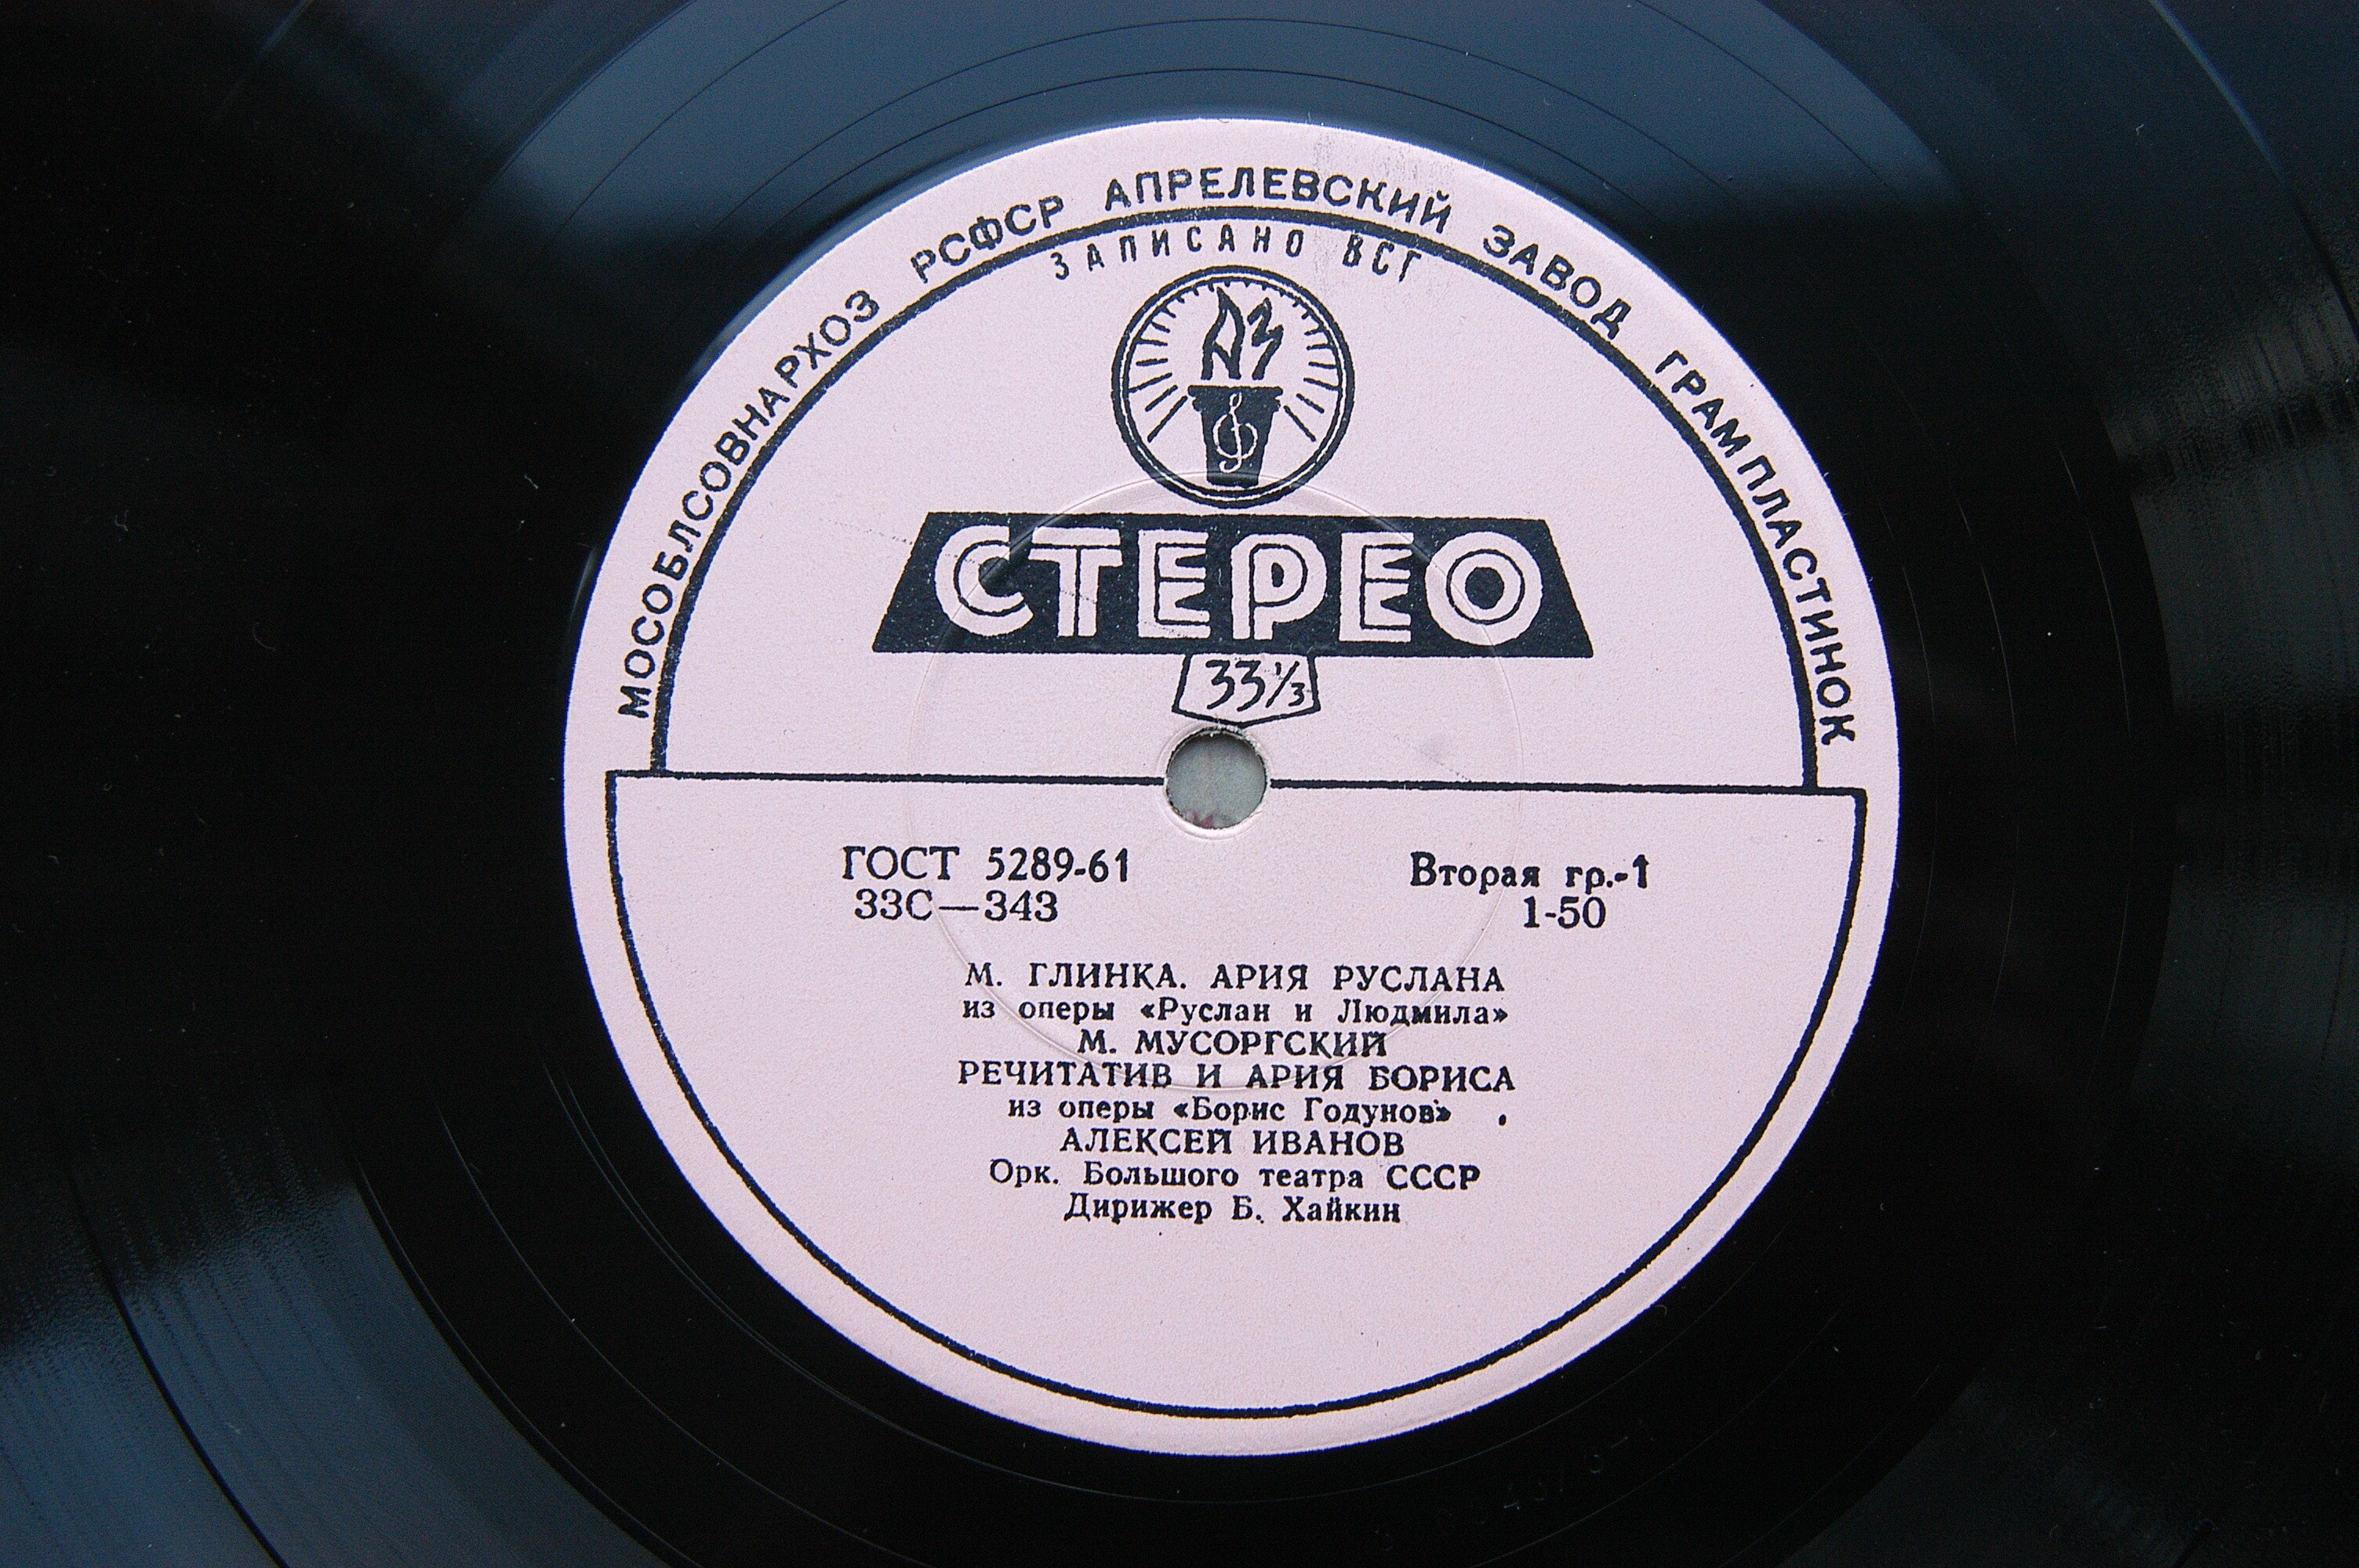 МОСОБЛСОВНАРХОЗ РСФСР АПРЕЛЕВСКИЙ ЗАВОД ГРАМПЛАСТИНОК
ЗАПИСАНО ВСГ
АЗ
СТЕРЕО
33⅓
ГОСТ 5289-61 Вторая гр.-1
33С—343 1-50
М. ГЛИНКА. АРИЯ РУСЛАНА
из оперы «Руслан и Людмила»
М. МУСОРГСКИЙ
РЕЧИТАТИВ И АРИЯ БОРИСА
из оперы «Борис Годунов»
АЛЕКСЕЙ ИВАНОВ
Орк. Большого театра СССР
Дирижер Б. Хайкин